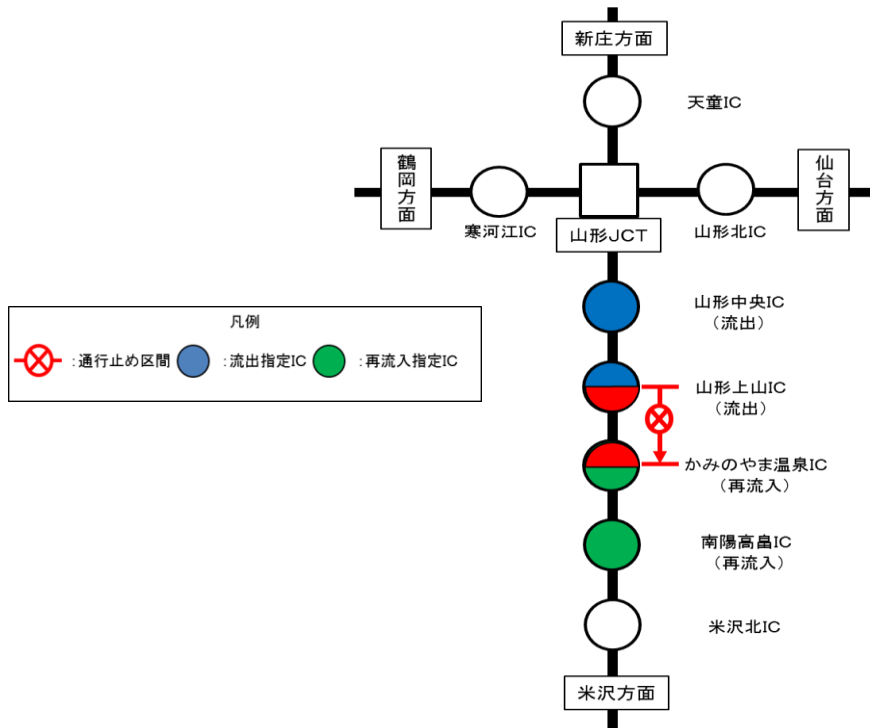 新庄方面
天童IC
鶴岡方面
仙台方面
寒河江IC
山形JCT
山形北IC
山形中央IC
(流出)
凡例
:通行止め区間
:流出指定IC
:再流入指定IC
山形上山IC
(流出)
かみのやま温泉IC
(再流入)
南陽高畠IC
(再流入)
米沢北IC
米沢方面